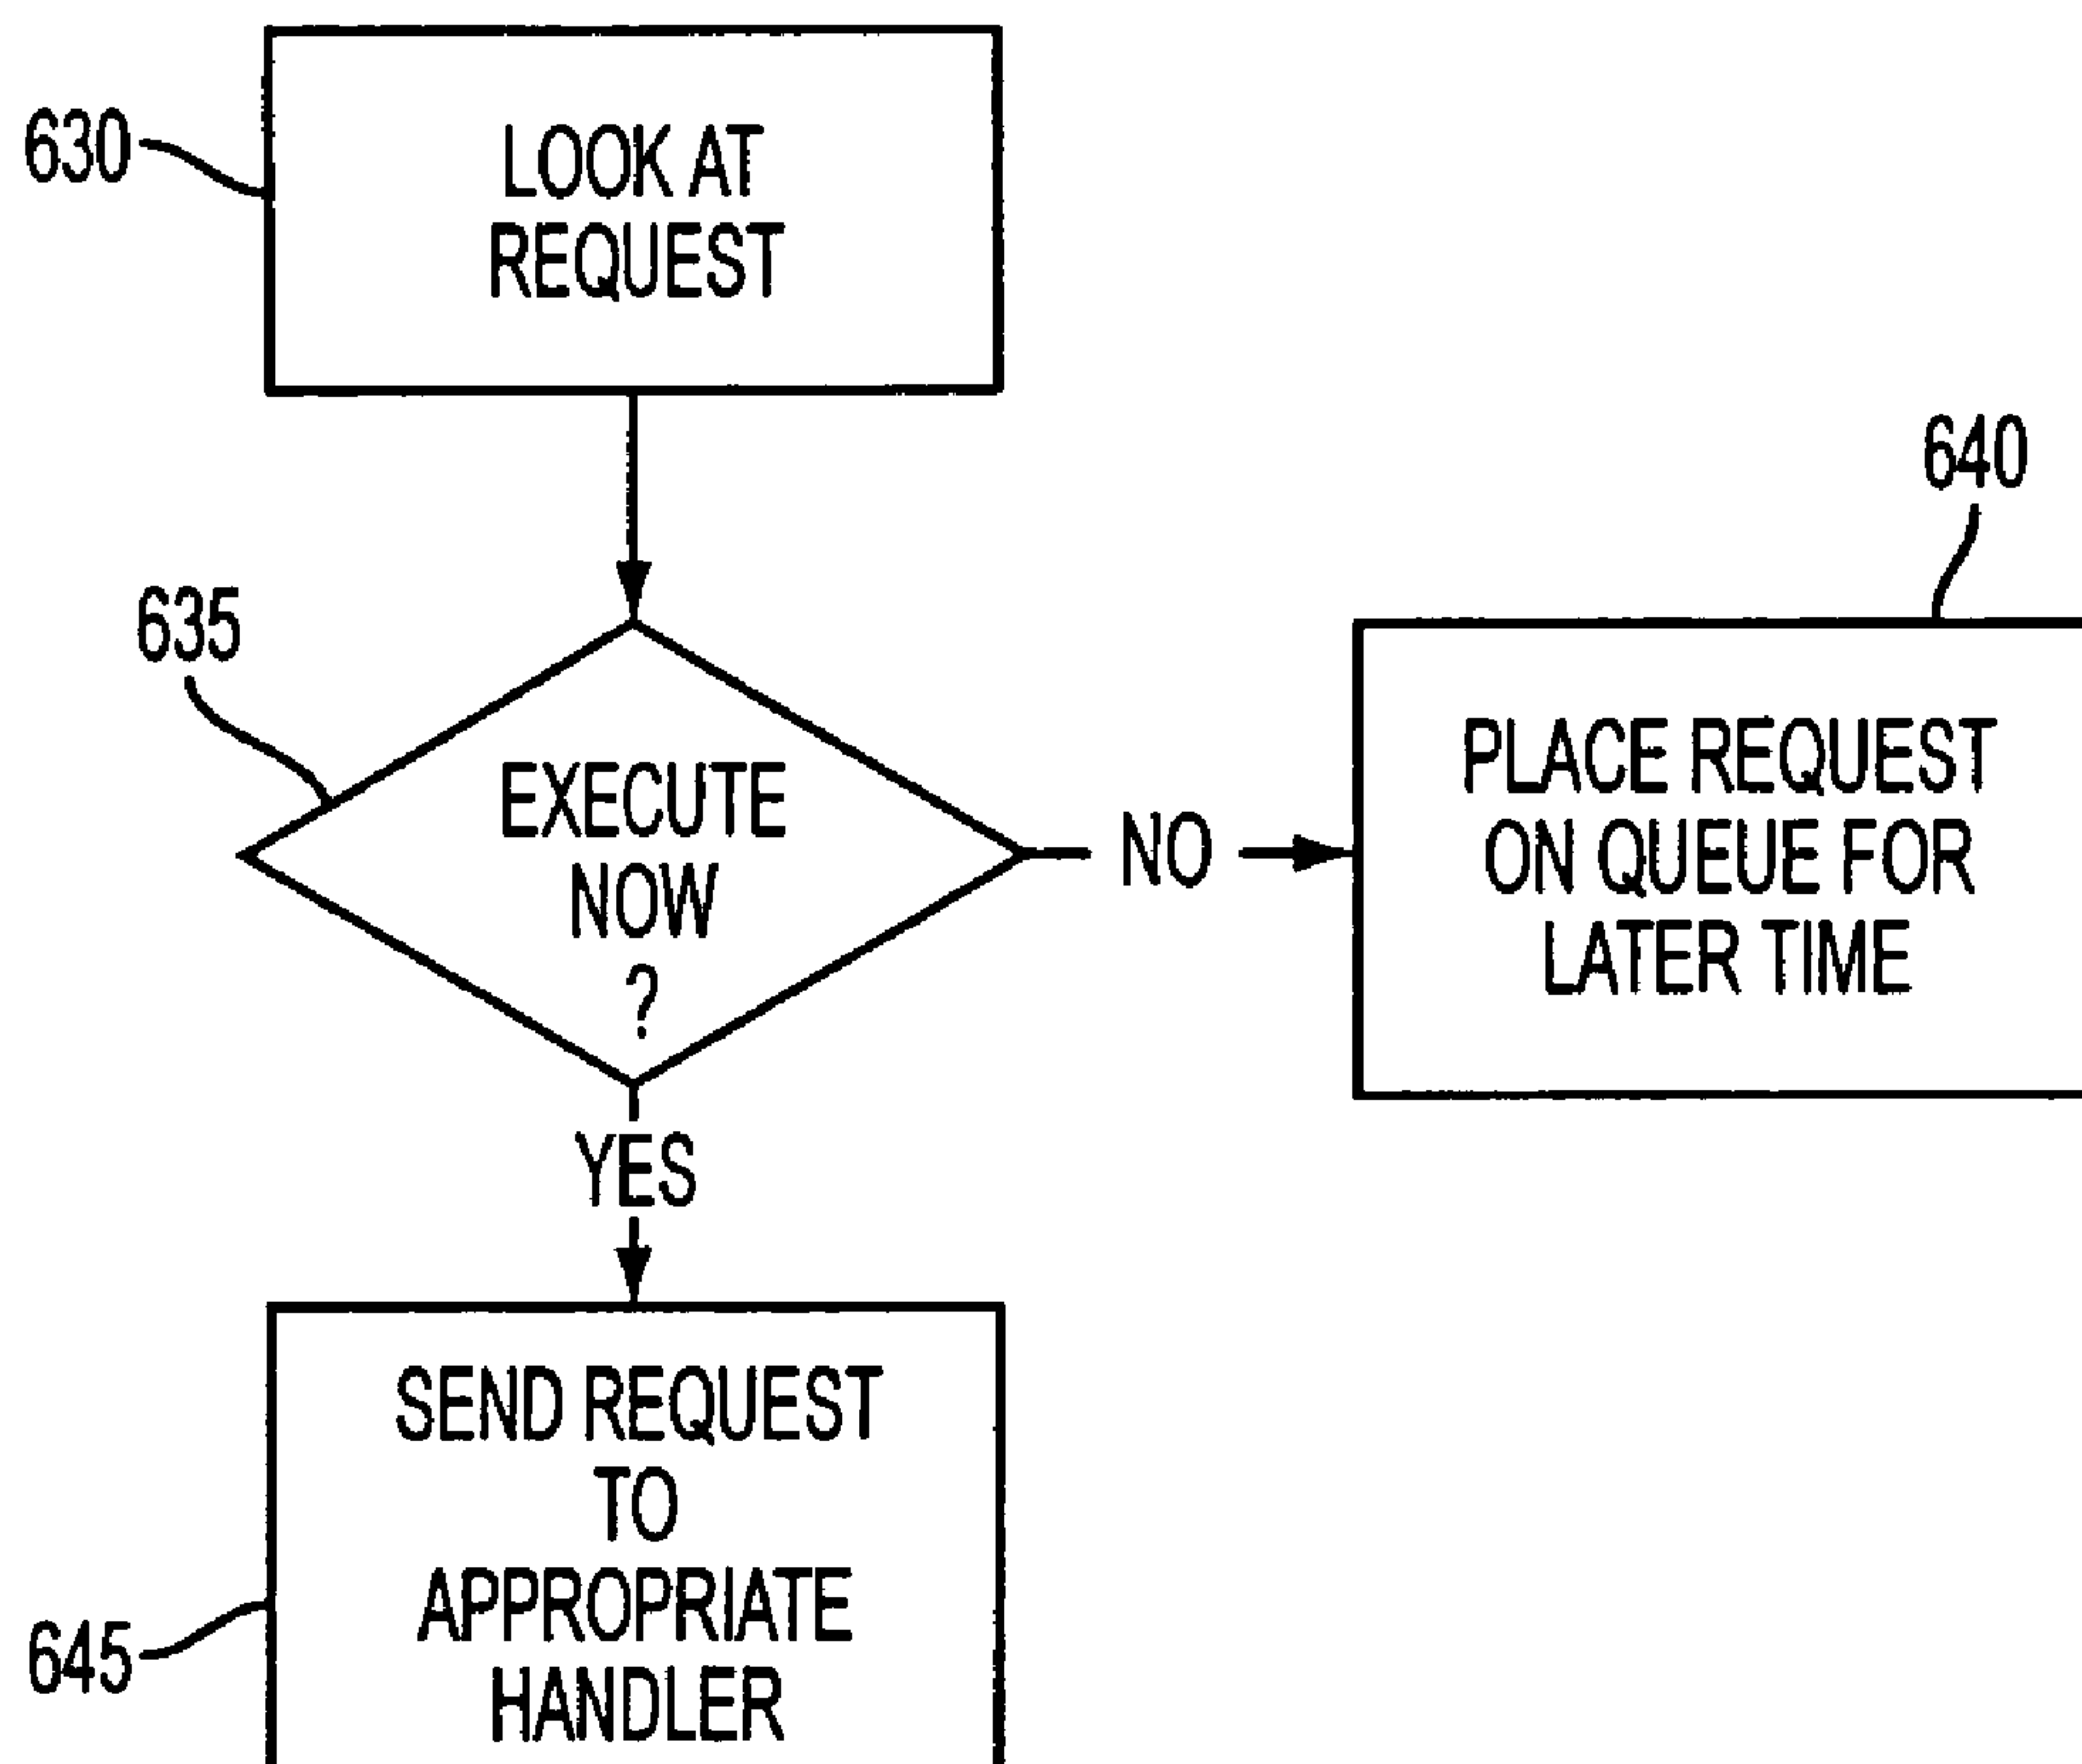 630
LOOK AT
REQUEST
640
635
EXECUTE
NOW
?
NO
PLACE REQUEST
ON QUEUE FOR
LATER TIME
YES
SEND REQUEST
TO
APPROPRIATE
HANDLER
645